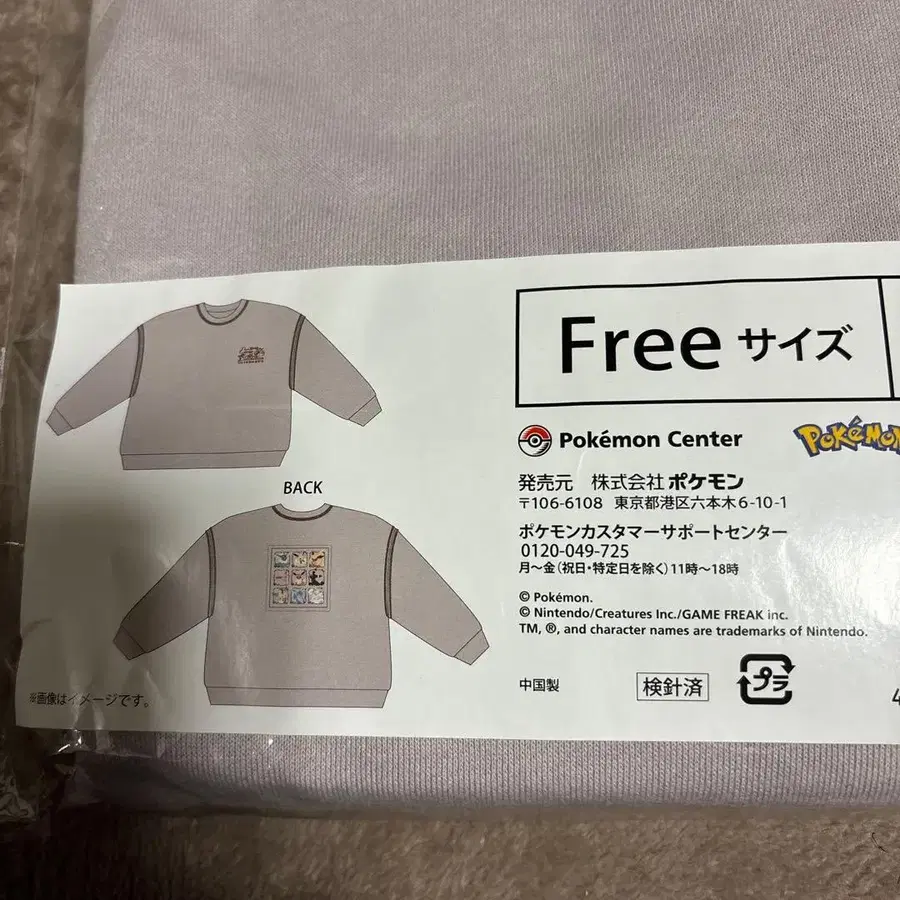 Free サイズ
Pokémon Center
POKéMON
発売元 株式会社 ポケモン
〒106-6108 東京都港区六本木6-10-1
ポケモンカスタマーサポートセンター
0120-049-725
月～金（祝日・特定日を除く）11時～18時
© Pokémon.
© Nintendo/Creatures Inc./GAME FREAK inc.
TM, ®, and character names are trademarks of Nintendo.
中国製
検針済
プラ
4
BACK
※画像はイメージです。